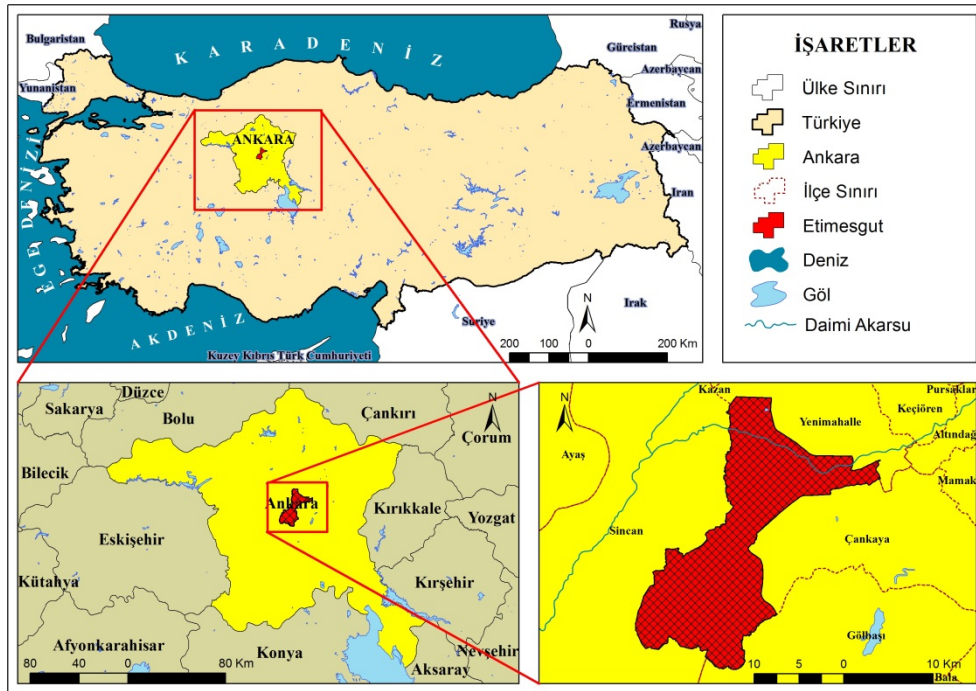 Bulgaristan
Yunanistan
KARADENİZ
Rusya
Gürcistan
Azerbaycan
Ermenistan
Azerbaycan
Iran
Irak
Suriye
ANKARA
EGE DENİZİ
AKDENİZ
Kuzey Kıbrıs Türk Cumhuriyeti
N
200 100 0 200 Km
İŞARETLER
Ülke Sınırı
Türkiye
Ankara
İlçe Sınırı
Etimesgut
Deniz
Göl
Daimi Akarsu
Düzce
Sakarya
Bolu
Çankırı
N
Çorum
Bilecik
Ankara
Kırıkkale
Yozgat
Eskişehir
Kütahya
Kırşehir
Afyonkarahisar
Konya
Nevşehir
Aksaray
80 40 0 80 Km
N
Kazan
Pursaklar
Keçiören
Yenimahalle
Altındağ
Ayaş
Mamak
Sincan
Çankaya
Gölbaşı
Bala
10 5 0 10 Km